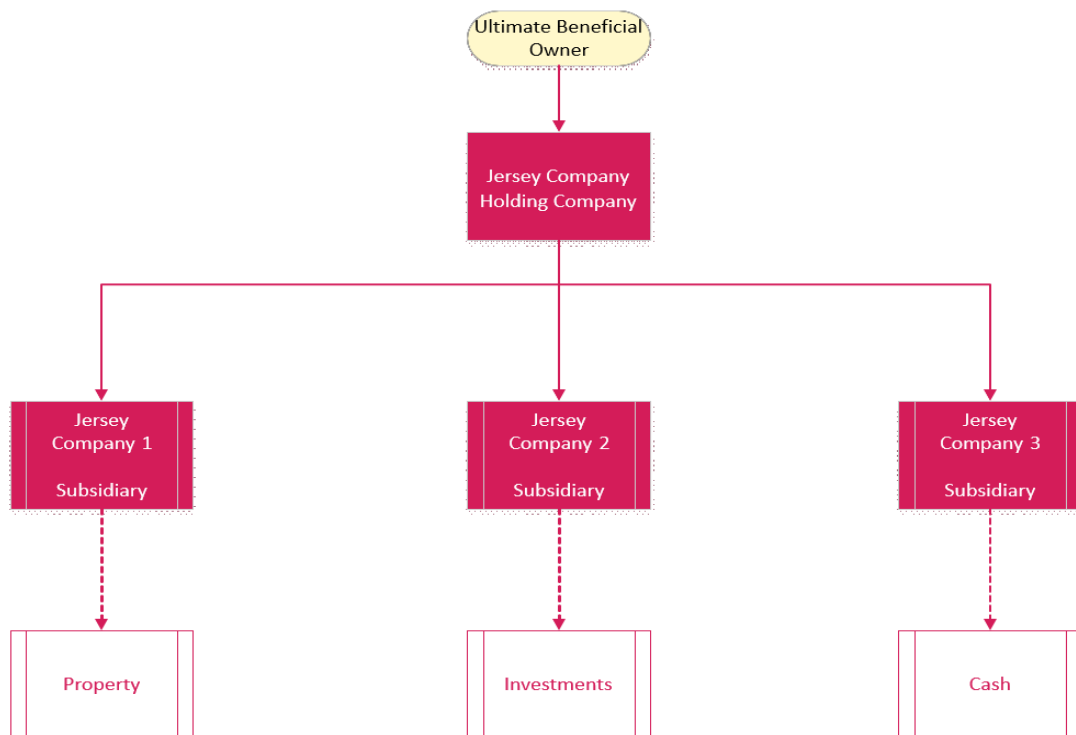 Ultimate Beneficial
Owner
Jersey Company
Holding Company
Jersey
Company 1
Subsidiary
Jersey
Company 2
Subsidiary
Jersey
Company 3
Subsidiary
Property
Investments
Cash